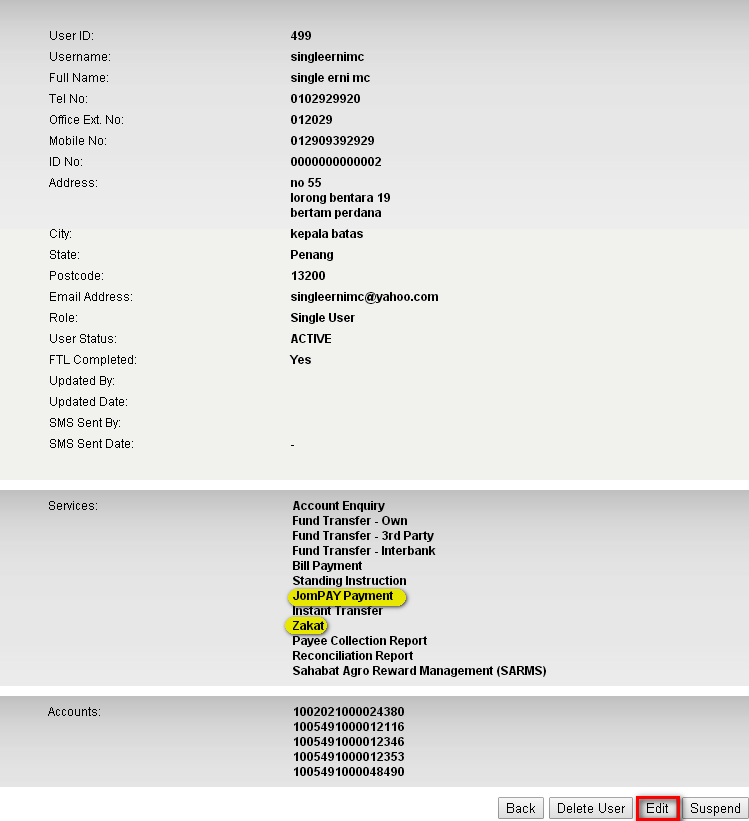 User ID: 499
Username: singleernimc
Full Name: single erni mc
Tel No: 0102929920
Office Ext. No: 012029
Mobile No: 012909392929
ID No: 0000000000002
Address: no 55
lorong bentara 19
bertam perdana
City: kepala batas
State: Penang
Postcode: 13200
Email Address: singleernimc@yahoo.com
Role: Single User
User Status: ACTIVE
FTL Completed: Yes
Updated By:
Updated Date:
SMS Sent By:
SMS Sent Date: -
Services: Account Enquiry
Fund Transfer - Own
Fund Transfer - 3rd Party
Fund Transfer - Interbank
Bill Payment
Standing Instruction
JomPAY Payment
Instant Transfer
Zakat
Payee Collection Report
Reconciliation Report
Sahabat Agro Reward Management (SARMS)
Accounts: 1002021000024380
1005491000012116
1005491000012346
1005491000012353
1005491000048490
Back Delete User Edit Suspend